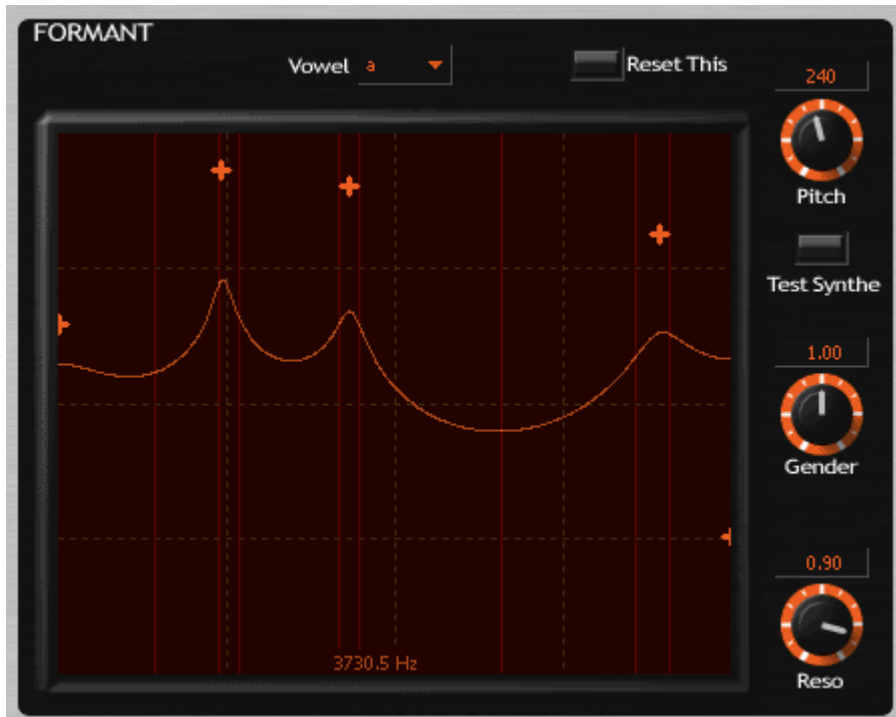 FORMANT
Vowel a
Reset This
240
Pitch
Test Synthe
1.00
Gender
0.90
Reso
3730.5 Hz